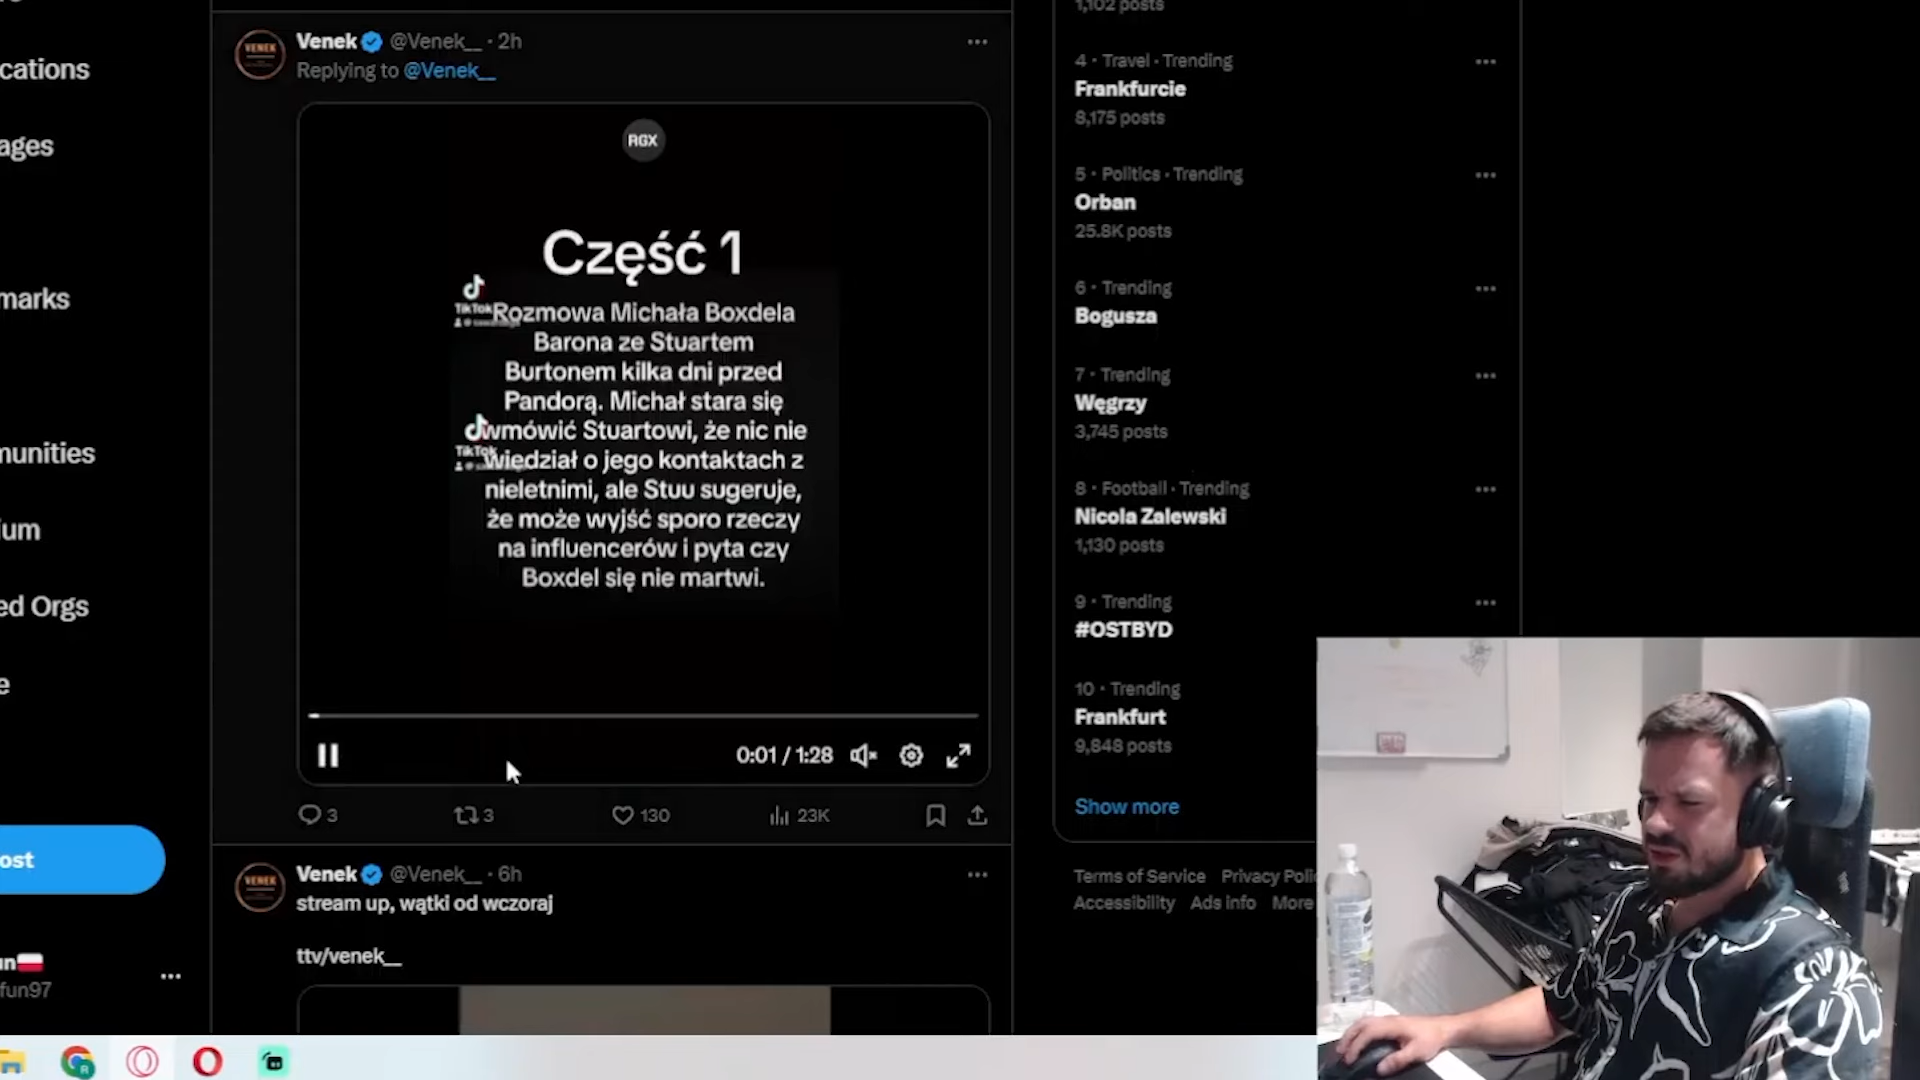 cations
ages
marks
munities
ium
ed Orgs
e
ost
un
fun97
VENEK
Venek @Venek__ · 2h
Replying to @Venek__
RGX
Część 1
TikTok
Rozmowa Michała Boxdela
Barona ze Stuartem
Burtonem kilka dni przed
Pandorą. Michał stara się
wmówić Stuartowi, że nic nie
TikTok
wiedział o jego kontaktach z
nieletnimi, ale Stuu sugeruje,
że może wyjść sporo rzeczy
na influencerów i pyta czy
Boxdel się nie martwi.
0:01 / 1:28
3
3
130
23K
VENEK
Venek @Venek__ · 6h
stream up, wątki od wczoraj
ttv/venek__
1,102 posts
4 · Travel · Trending
Frankfurcie
8,175 posts
5 · Politics · Trending
Orban
25.8K posts
6 · Trending
Bogusza
7 · Trending
Węgrzy
3,745 posts
8 · Football · Trending
Nicola Zalewski
1,130 posts
9 · Trending
#OSTBYD
10 · Trending
Frankfurt
9,848 posts
Show more
Terms of Service Privacy Poli
Accessibility Ads info More